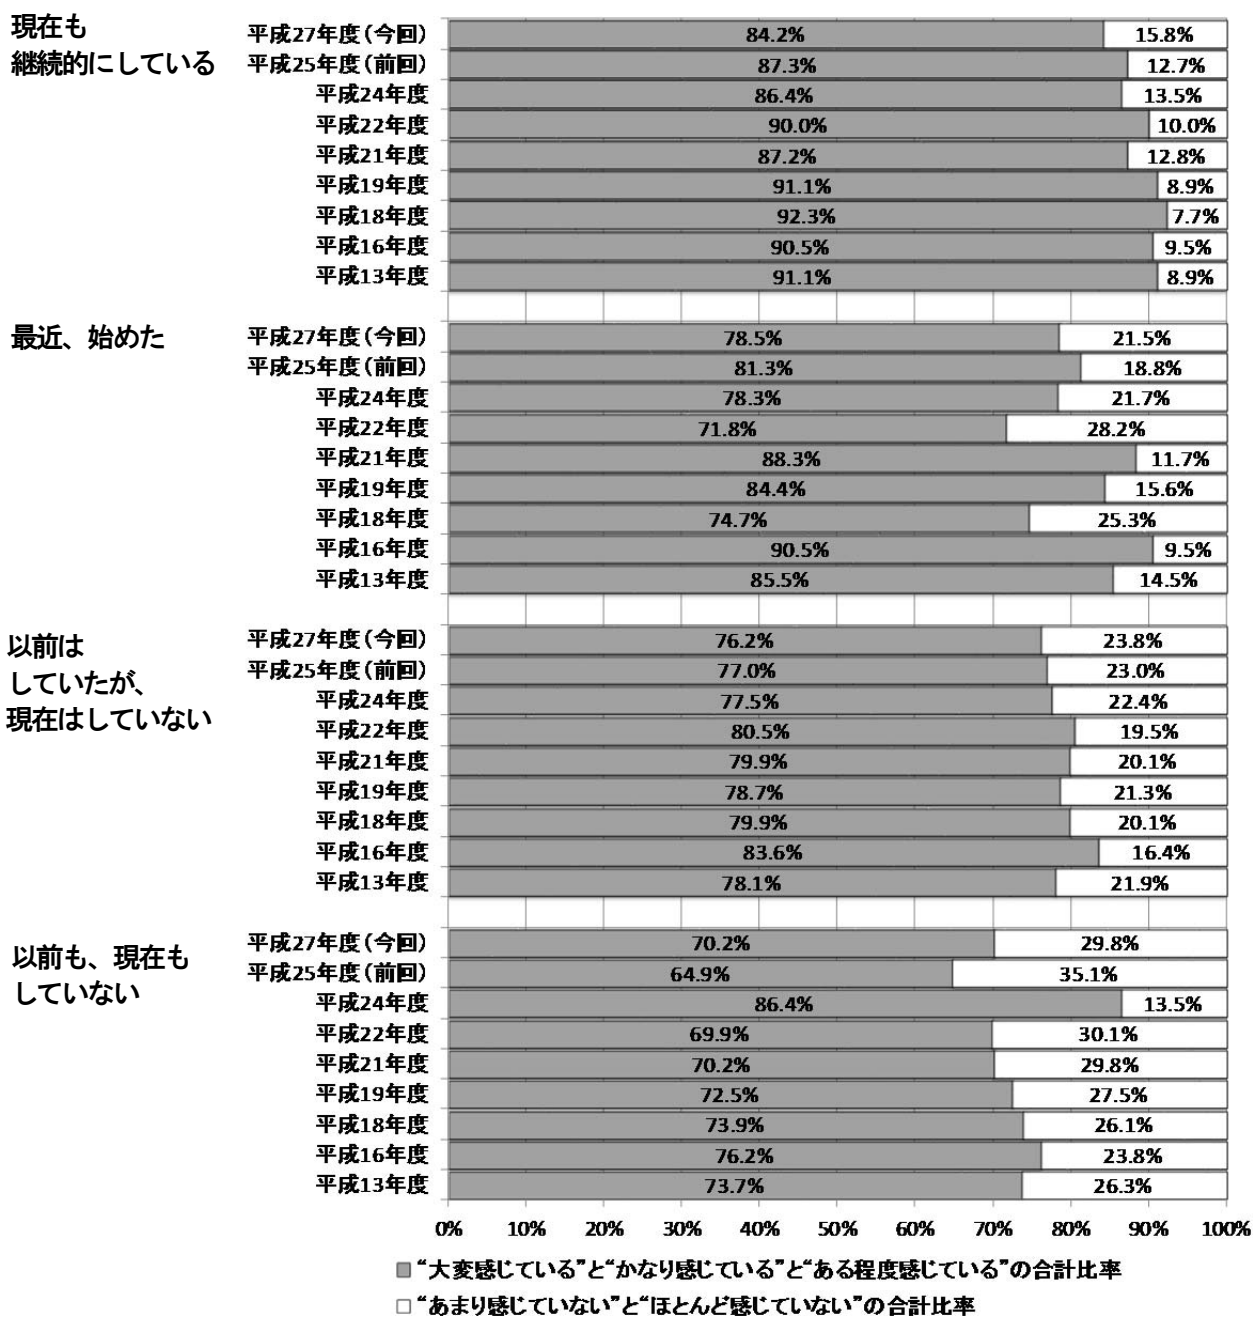 現在も
継続的にしている
平成27年度(今回) 84.2% 15.8%
平成25年度(前回) 87.3% 12.7%
平成24年度 86.4% 13.5%
平成22年度 90.0% 10.0%
平成21年度 87.2% 12.8%
平成19年度 91.1% 8.9%
平成18年度 92.3% 7.7%
平成16年度 90.5% 9.5%
平成13年度 91.1% 8.9%
最近、始めた
平成27年度(今回) 78.5% 21.5%
平成25年度(前回) 81.3% 18.8%
平成24年度 78.3% 21.7%
平成22年度 71.8% 28.2%
平成21年度 88.3% 11.7%
平成19年度 84.4% 15.6%
平成18年度 74.7% 25.3%
平成16年度 90.5% 9.5%
平成13年度 85.5% 14.5%
以前は
していたが、
現在はしていない
平成27年度(今回) 76.2% 23.8%
平成25年度(前回) 77.0% 23.0%
平成24年度 77.5% 22.4%
平成22年度 80.5% 19.5%
平成21年度 79.9% 20.1%
平成19年度 78.7% 21.3%
平成18年度 79.9% 20.1%
平成16年度 83.6% 16.4%
平成13年度 78.1% 21.9%
以前も、現在も
していない
平成27年度(今回) 70.2% 29.8%
平成25年度(前回) 64.9% 35.1%
平成24年度 86.4% 13.5%
平成22年度 69.9% 30.1%
平成21年度 70.2% 29.8%
平成19年度 72.5% 27.5%
平成18年度 73.9% 26.1%
平成16年度 76.2% 23.8%
平成13年度 73.7% 26.3%
0% 10% 20% 30% 40% 50% 60% 70% 80% 90% 100%
“大変感じている”と“かなり感じている”と“ある程度感じている”の合計比率
“あまり感じていない”と“ほとんど感じていない”の合計比率